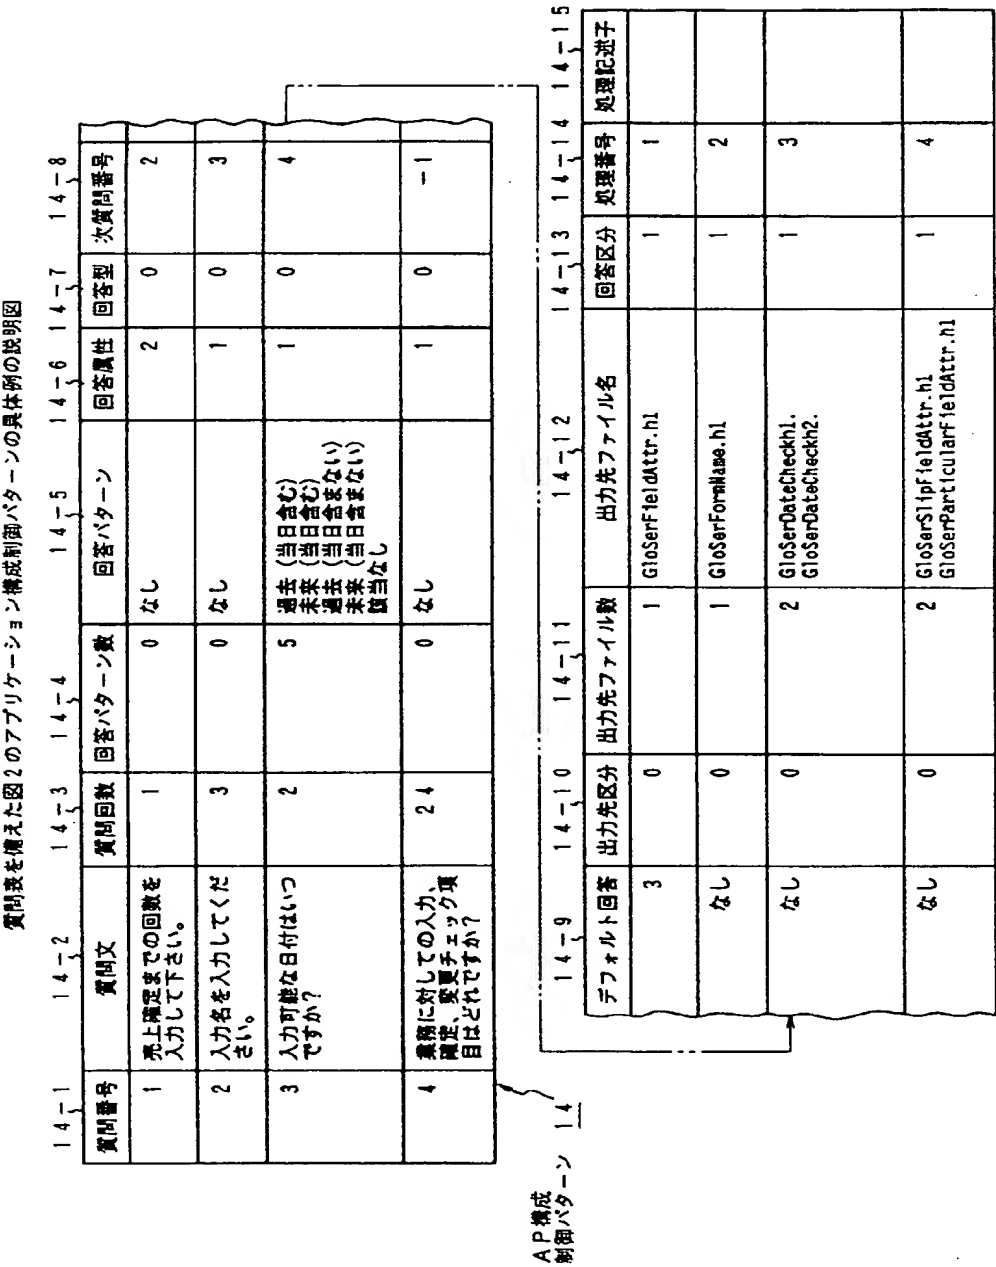 質問表を備えた図2のアプリケーション構成制御パターンの具体例の説明図
14-1 14-2 14-3 14-4 14-5 14-6 14-7 14-8
質問番号 質問文 質問回数 回答パターン数 回答パターン 回答属性 回答型 次質問番号
1 売上確定までの回数を 1 0 なし 2 0 2
入力して下さい。
2 入力名を入力してくだ 3 0 なし 1 0 3
さい。
3 入力可能な日付はいつ 2 5 過去(当日含む) 1 0 4
ですか? 未来(当日含む)
過去(当日含まない)
未来(当日含まない)
該当なし
4 業務に対しての入力、 24 0 なし 1 0 -1
確定、変更チェック項
目はどれですか?
AP構成
制御パターン 14
14-9 14-10 14-11 14-12 14-13 14-14 14-15
デフォルト回答 出力先区分 出力先ファイル数 出力先ファイル名 回答区分 処理番号 処理記述子
3 0 1 GloSerFieldAttr.hl 1 1
なし 0 1 GloSerFormName.hl 1 2
なし 0 2 GloSerDateCheckhl. 1 3
GloSerDateCheckh2.
なし 0 2 GloSerSlipFieldAttr.hl 1 4
GloSerParticularFieldAttr.hl